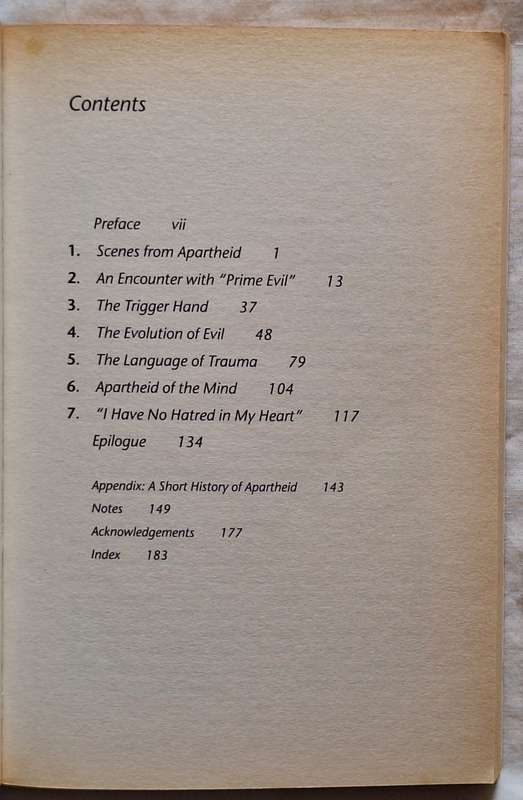 Contents
Preface vii
1. Scenes from Apartheid 1
2. An Encounter with “Prime Evil” 13
3. The Trigger Hand 37
4. The Evolution of Evil 48
5. The Language of Trauma 79
6. Apartheid of the Mind 104
7. “I Have No Hatred in My Heart” 117
Epilogue 134
Appendix: A Short History of Apartheid 143
Notes 149
Acknowledgements 177
Index 183